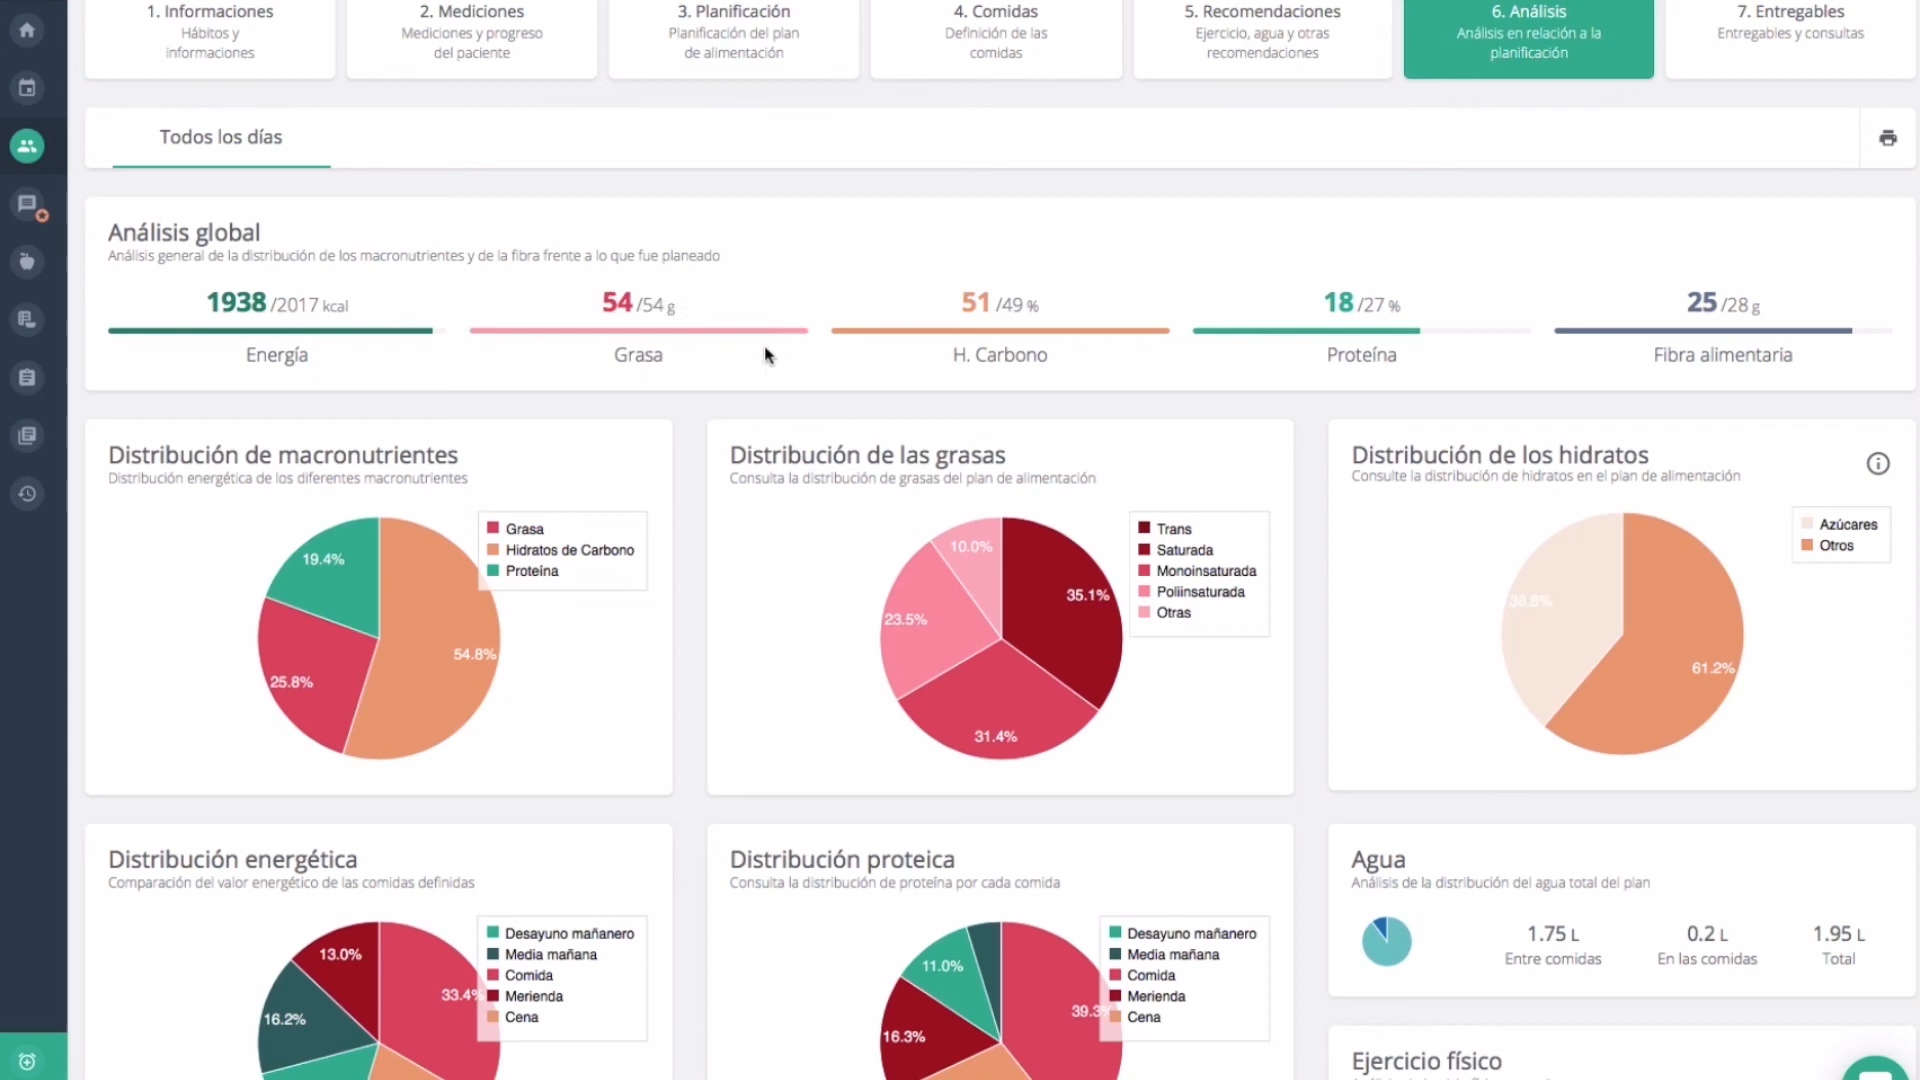 1. Informaciones
Hábitos y
informaciones
2. Mediciones
Mediciones y progreso
del paciente
3. Planificación
Planificación del plan
de alimentación
4. Comidas
Definición de las
comidas
5. Recomendaciones
Ejercicio, agua y otras
recomendaciones
6. Análisis
Análisis en relación a la
planificación
7. Entregables
Entregables y consultas
Todos los días
Análisis global
Análisis general de la distribución de los macronutrientes y de la fibra frente a lo que fue planeado
1938 /2017 kcal
Energía
54 /54 g
Grasa
51 /49 %
H. Carbono
18 /27 %
Proteína
25 /28 g
Fibra alimentaria
Distribución de macronutrientes
Distribución energética de los diferentes macronutrientes
Grasa
Hidratos de Carbono
Proteína
19.4%
54.8%
25.8%
Distribución de las grasas
Consulta la distribución de grasas del plan de alimentación
Trans
Saturada
Monoinsaturada
Poliinsaturada
Otras
10.0%
35.1%
23.5%
31.4%
Distribución de los hidratos
Consulte la distribución de hidratos en el plan de alimentación
Azúcares
Otros
38.8%
61.2%
Distribución energética
Comparación del valor energético de las comidas definidas
Desayuno mañanero
Media mañana
Comida
Merienda
Cena
13.0%
33.4%
16.2%
Distribución proteica
Consulta la distribución de proteína por cada comida
Desayuno mañanero
Media mañana
Comida
Merienda
Cena
11.0%
39.3%
16.3%
Agua
Análisis de la distribución del agua total del plan
1.75 L
Entre comidas
0.2 L
En las comidas
1.95 L
Total
Ejercicio físico